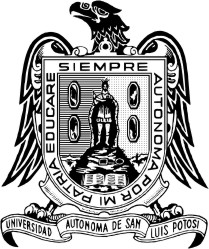 SIEMPRE AUTONOMA POR MI PATRIA EDUCARE
UNIVERSIDAD AUTONOMA DE SAN LUIS POTOSI